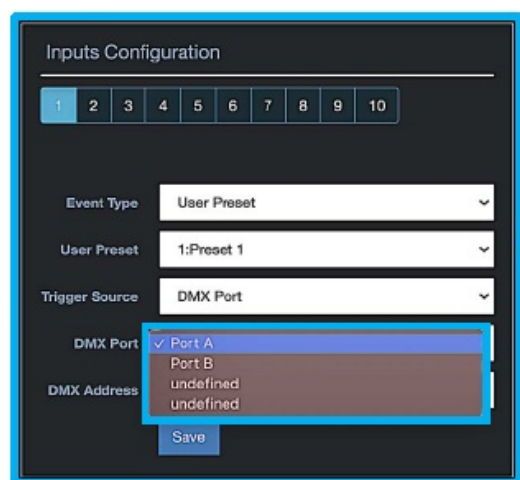 Inputs Configuration
1 2 3 4 5 6 7 8 9 10
Event Type User Preset
User Preset 1:Preset 1
Trigger Source DMX Port
DMX Port ✓ Port A
Port B
undefined
DMX Address undefined
Save